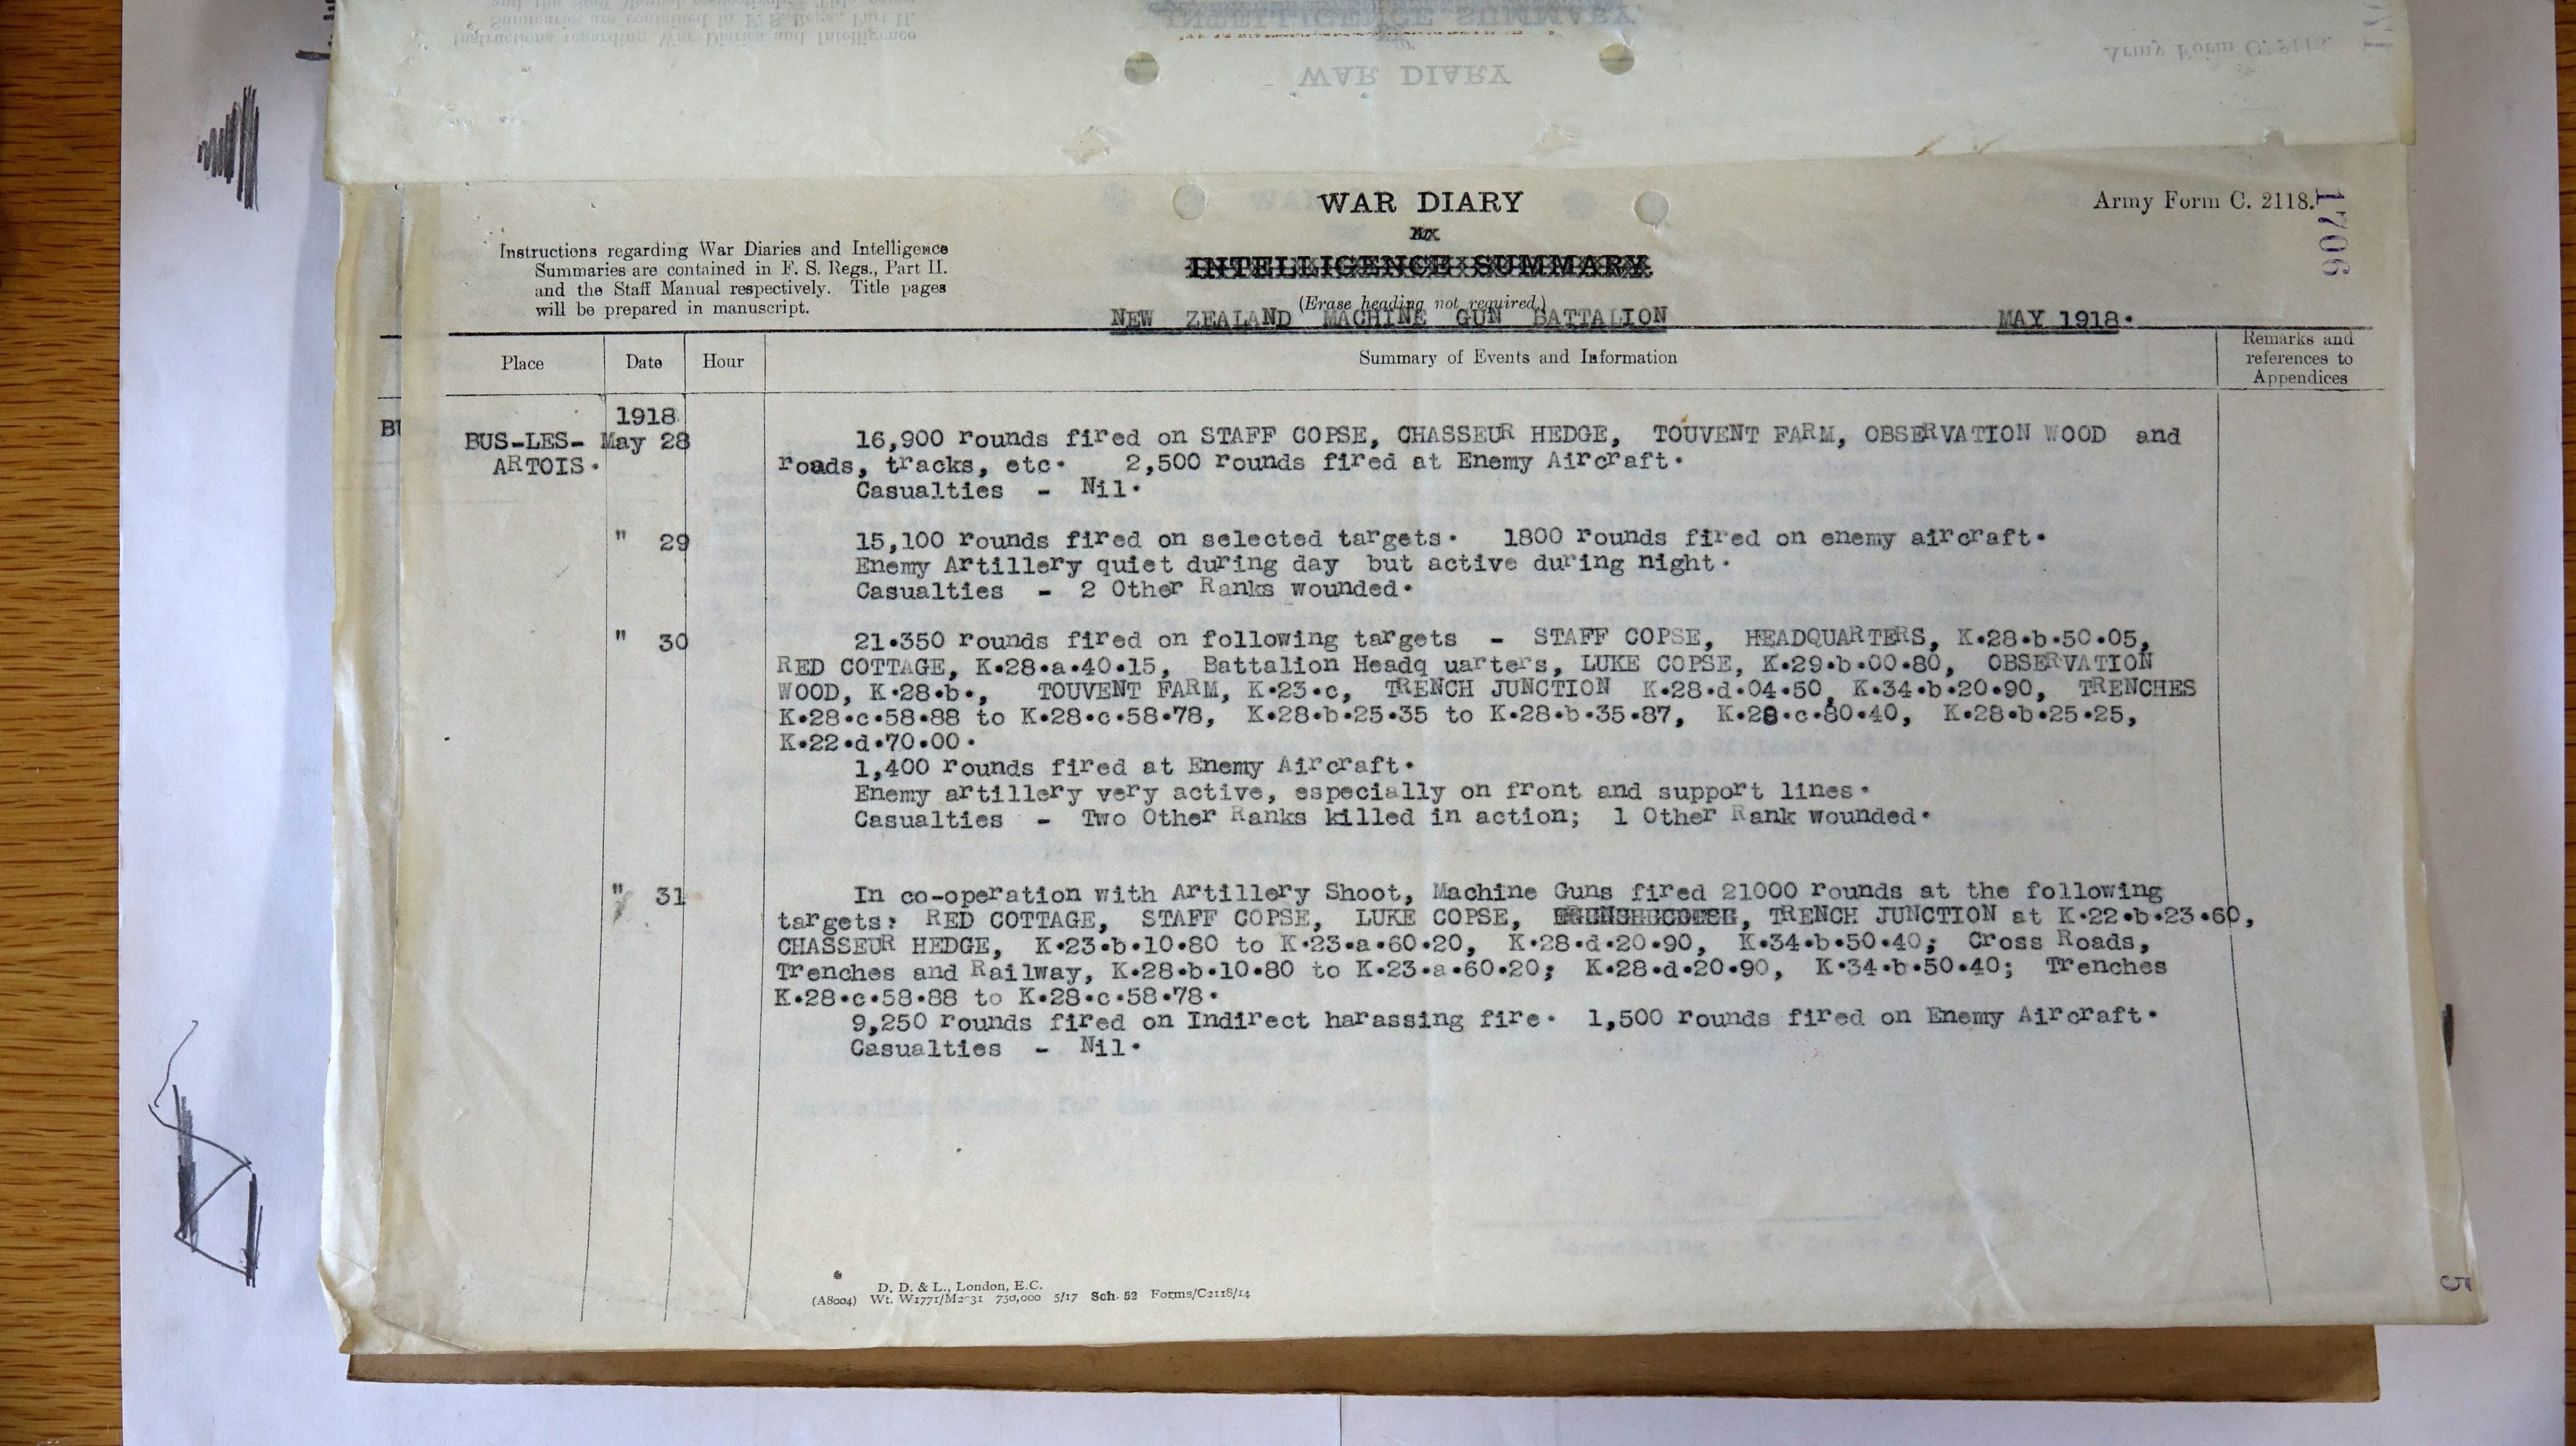 WAR DIARY
Army Form C. 2118.
1706
Instructions regarding War Diaries and Intelligence
Summaries are contained in F. S. Regs., Part II.
and the Staff Manual respectively. Title pages
will be prepared in manuscript.
INTELLIGENCE SUMMARY.
(Erase heading not required.)
NEW ZEALAND MACHINE GUN BATTALION
MAY 1918.
Place
Date
Hour
Summary of Events and Information
Remarks and
references to
Appendices
1918
BUS-LES- May 28
ARTOIS.
16,900 rounds fired on STAFF COPSE, CHASSEUR HEDGE, TOUVENT FARM, OBSERVATION WOOD and
roads, tracks, etc. 2,500 rounds fired at Enemy Aircraft.
Casualties - Nil.
" 29
15,100 rounds fired on selected targets. 1800 rounds fired on enemy aircraft.
Enemy Artillery quiet during day but active during night.
Casualties - 2 Other Ranks wounded.
" 30
21.350 rounds fired on following targets - STAFF COPSE, HEADQUARTERS, K.28.b.50.05,
RED COTTAGE, K.28.a.40.15, Battalion Headq uarters, LUKE COPSE, K.29.b.00.80, OBSERVATION
WOOD, K.28.b., TOUVENT FARM, K.23.c, TRENCH JUNCTION K.28.d.04.50, K.34.b.20.90, TRENCHES
K.28.c.58.88 to K.28.c.58.78, K.28.b.25.35 to K.28.b.35.87, K.28.c.80.40, K.28.b.25.25,
K.22.d.70.00.
1,400 rounds fired at Enemy Aircraft.
Enemy artillery very active, especially on front and support lines.
Casualties - Two Other Ranks killed in action; 1 Other Rank wounded.
" 31
In co-operation with Artillery Shoot, Machine Guns fired 21000 rounds at the following
targets: RED COTTAGE, STAFF COPSE, LUKE COPSE, TRENCH JUNCTION at K.22.b.23.60,
CHASSEUR HEDGE, K.23.b.10.80 to K.23.a.60.20, K.28.d.20.90, K.34.b.50.40; Cross Roads,
Trenches and Railway, K.28.b.10.80 to K.23.a.60.20; K.28.d.20.90, K.34.b.50.40; Trenches
K.28.c.58.88 to K.28.c.58.78.
9,250 rounds fired on Indirect harassing fire. 1,500 rounds fired on Enemy Aircraft.
Casualties - Nil.
D. D. & L., London, E.C.
(A8004) Wt. W1771/M2031 750,000 5/17 Sch. 52 Forms/C2118/14
5